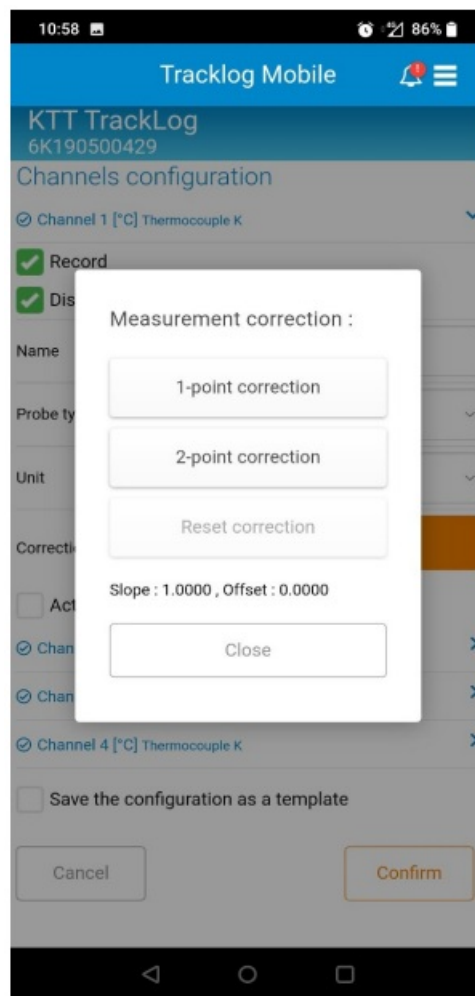 10:58 86%
Tracklog Mobile
KTT TrackLog
6K190500429
Channels configuration
Channel 1 [°C] Thermocouple K
Record
Dis
Measurement correction :
Name
1-point correction
Probe ty
2-point correction
Unit
Reset correction
Correcti
Slope : 1.0000 , Offset : 0.0000
Act
Close
Chan
Chan
Channel 4 [°C] Thermocouple K
Save the configuration as a template
Cancel Confirm